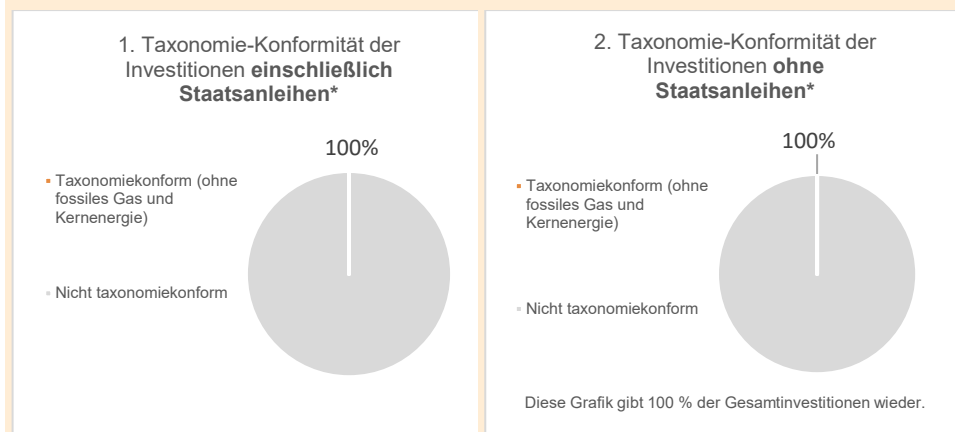 1. Taxonomie-Konformität der
Investitionen einschließlich
Staatsanleihen*
100%
Taxonomiekonform (ohne
fossiles Gas und
Kernenergie)
Nicht taxonomiekonform
2. Taxonomie-Konformität der
Investitionen ohne
Staatsanleihen*
100%
Taxonomiekonform (ohne
fossiles Gas und
Kernenergie)
Nicht taxonomiekonform
Diese Grafik gibt 100 % der Gesamtinvestitionen wieder.